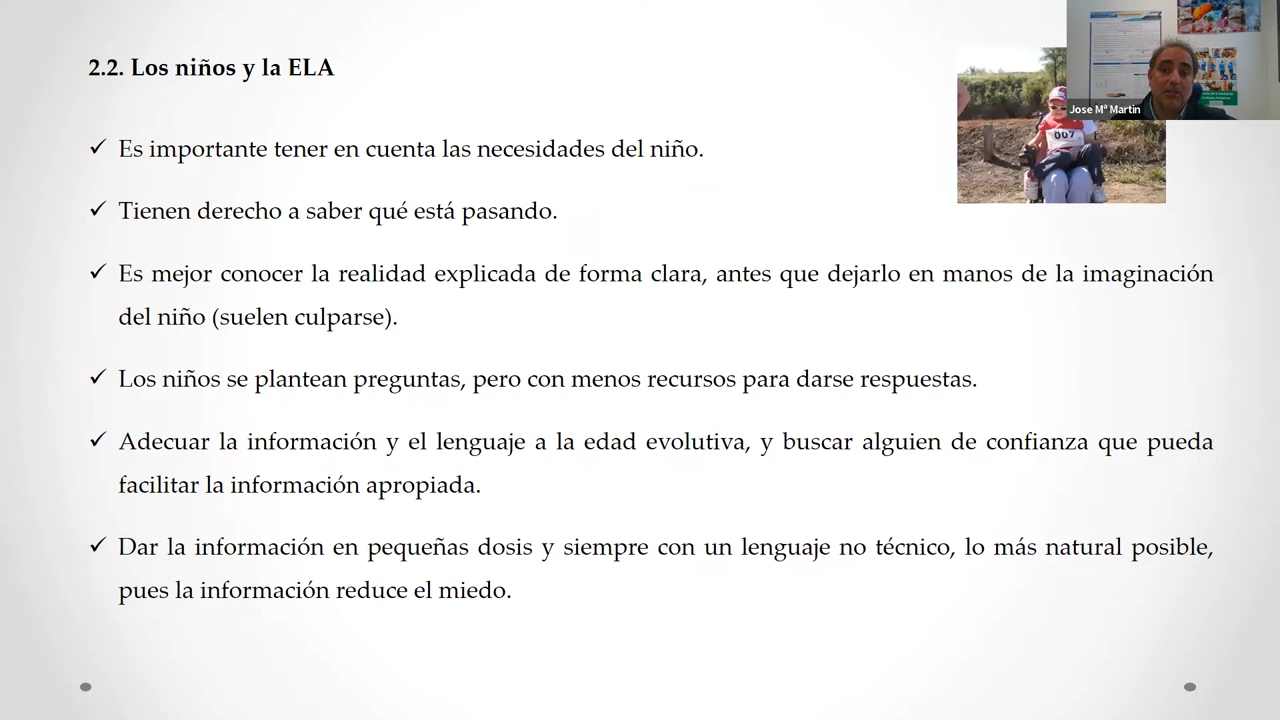 2.2. Los niños y la ELA
✓ Es importante tener en cuenta las necesidades del niño.
✓ Tienen derecho a saber qué está pasando.
✓ Es mejor conocer la realidad explicada de forma clara, antes que dejarlo en manos de la imaginación
del niño (suelen culparse).
✓ Los niños se plantean preguntas, pero con menos recursos para darse respuestas.
✓ Adecuar la información y el lenguaje a la edad evolutiva, y buscar alguien de confianza que pueda
facilitar la información apropiada.
✓ Dar la información en pequeñas dosis y siempre con un lenguaje no técnico, lo más natural posible,
pues la información reduce el miedo.
Jose Mª Martín
007